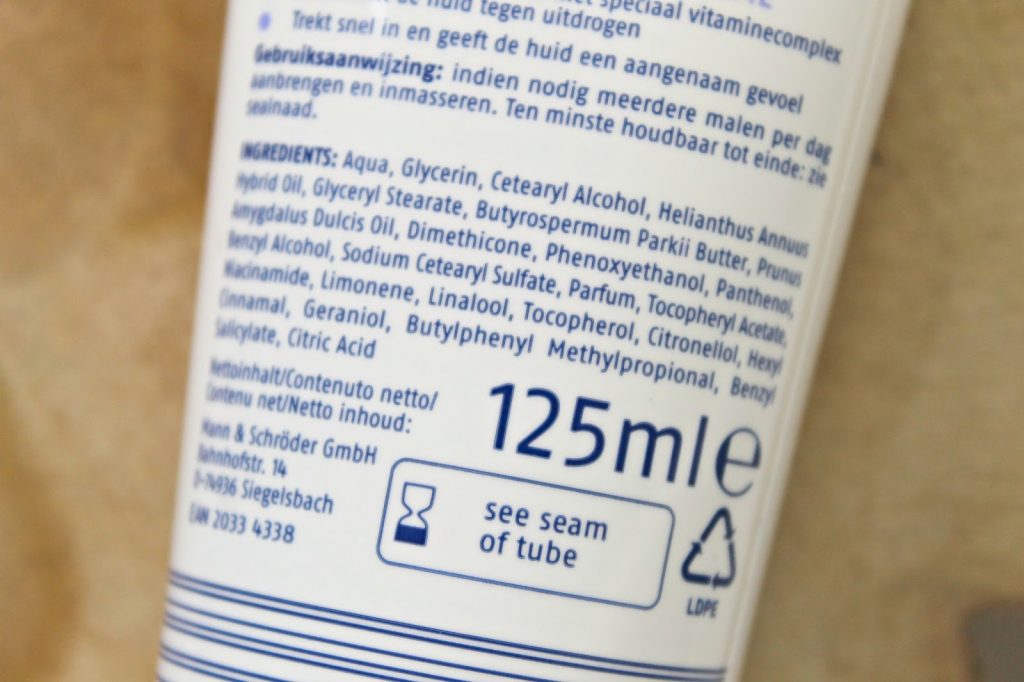 speciaal vitaminecomplex
de huid tegen uitdrogen
Trekt snel in en geeft de huid een aangenaam gevoel
Gebruiksaanwijzing: indien nodig meerdere malen per dag
aanbrengen en inmasseren. Ten minste houdbaar tot einde: zie
sealnaad.
INGREDIENTS: Aqua, Glycerin, Cetearyl Alcohol, Helianthus Annuus
Hybrid Oil, Glyceryl Stearate, Butyrospermum Parkii Butter, Prunus
Amygdalus Dulcis Oil, Dimethicone, Phenoxyethanol, Panthenol,
Benzyl Alcohol, Sodium Cetearyl Sulfate, Parfum, Tocopheryl Acetate,
Niacinamide, Limonene, Linalool, Tocopherol, Citronellol, Hexyl
Cinnamal, Geraniol, Butylphenyl Methylpropional, Benzyl
Salicylate, Citric Acid
Nettoinhalt/Contenuto netto/
Contenu net/Netto inhoud:
125ml e
Mann & Schröder GmbH
Bahnhofstr. 14
D-74936 Siegelsbach
EAN 2033 4338
see seam
of tube
LDPE